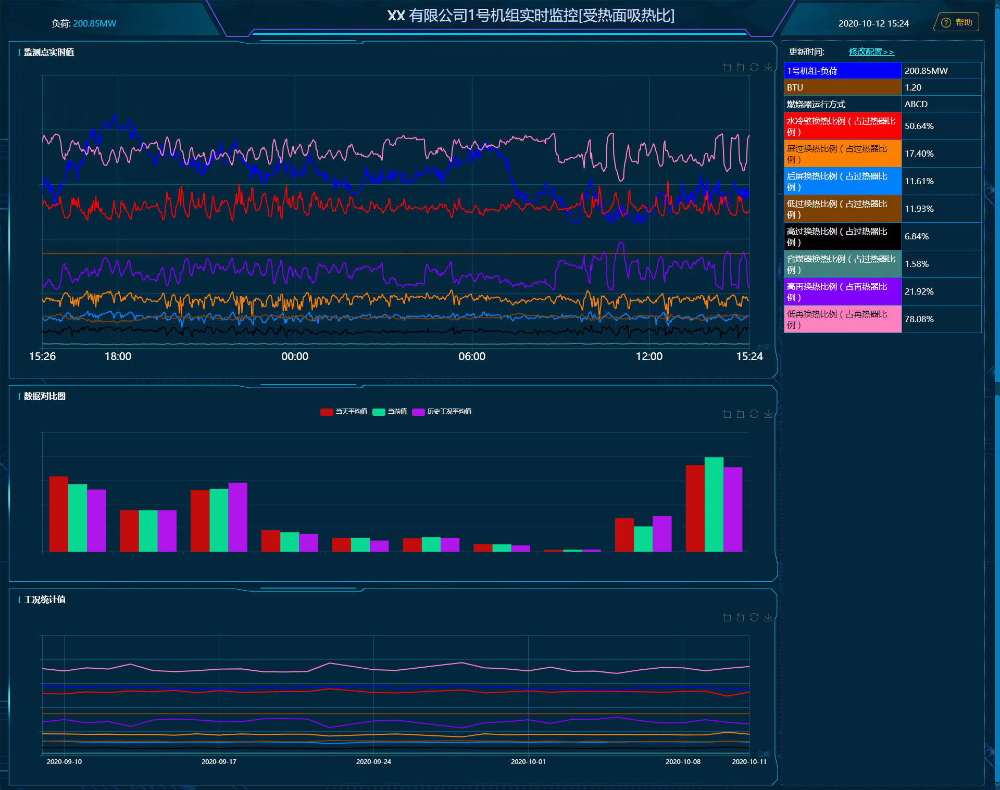 XX 有限公司1号机组实时监控[受热面吸热比]
负荷: 200.85MW
2020-10-12 15:24
帮助
监测点实时值
时间
15:26
18:00
00:00
06:00
12:00
15:24
更新时间:
修改配置>>
1号机组-负荷
200.85MW
BTU
1.20
燃烧器运行方式
ABCD
水冷壁换热比例（占过热器比
例）
50.64%
屏过换热比例（占过热器比
例）
17.40%
后屏换热比例（占过热器比
例）
11.61%
低过换热比例（占过热器比
例）
11.93%
高过换热比例（占过热器比
例）
6.84%
省煤器换热比例（占过热器比
例）
1.58%
高再换热比例（占再热器比
例）
21.92%
低再换热比例（占再热器比
例）
78.08%
数据对比图
当天平均值
当前值
历史工况平均值
工况统计值
日期
2020-09-10
2020-09-17
2020-09-24
2020-10-01
2020-10-08
2020-10-11